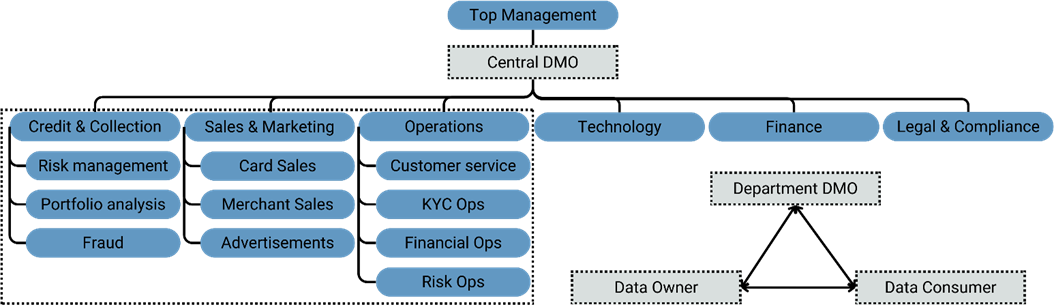 Top Management
Central DMO
Credit & Collection
Sales & Marketing
Operations
Technology
Finance
Legal & Compliance
Risk management
Card Sales
Customer service
Portfolio analysis
Merchant Sales
KYC Ops
Fraud
Advertisements
Financial Ops
Risk Ops
Department DMO
Data Owner
Data Consumer